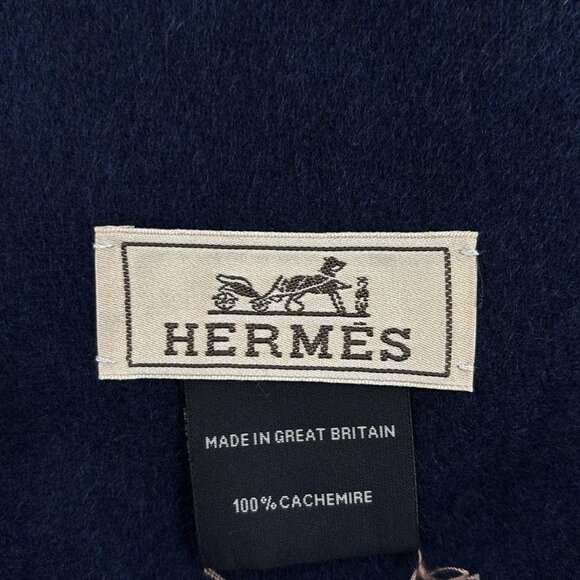 HERMÈS
MADE IN GREAT BRITAIN
100% CACHEMIRE